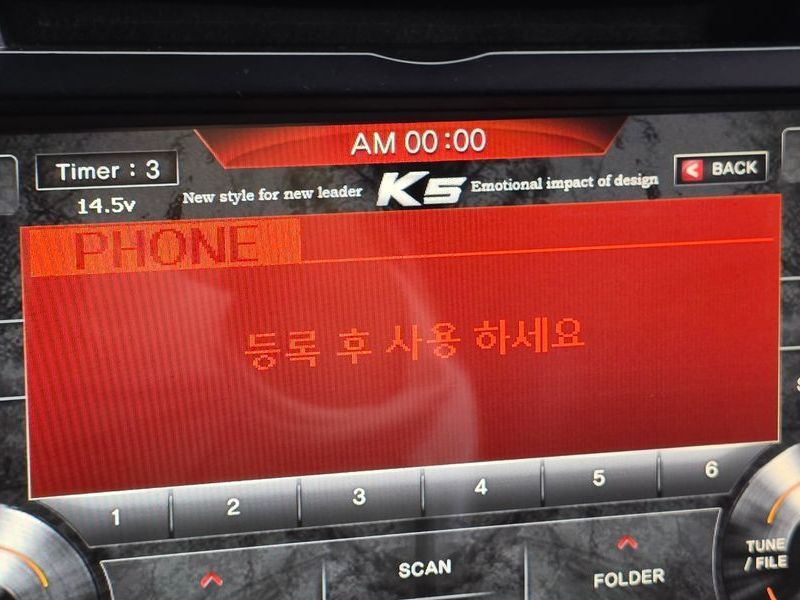 AM 00:00
Timer : 3
BACK
14.5v
New style for new leader K5 Emotional impact of design
PHONE
등록 후 사용 하세요
1 2 3 4 5 6
SCAN
FOLDER
TUNE
/ FILE